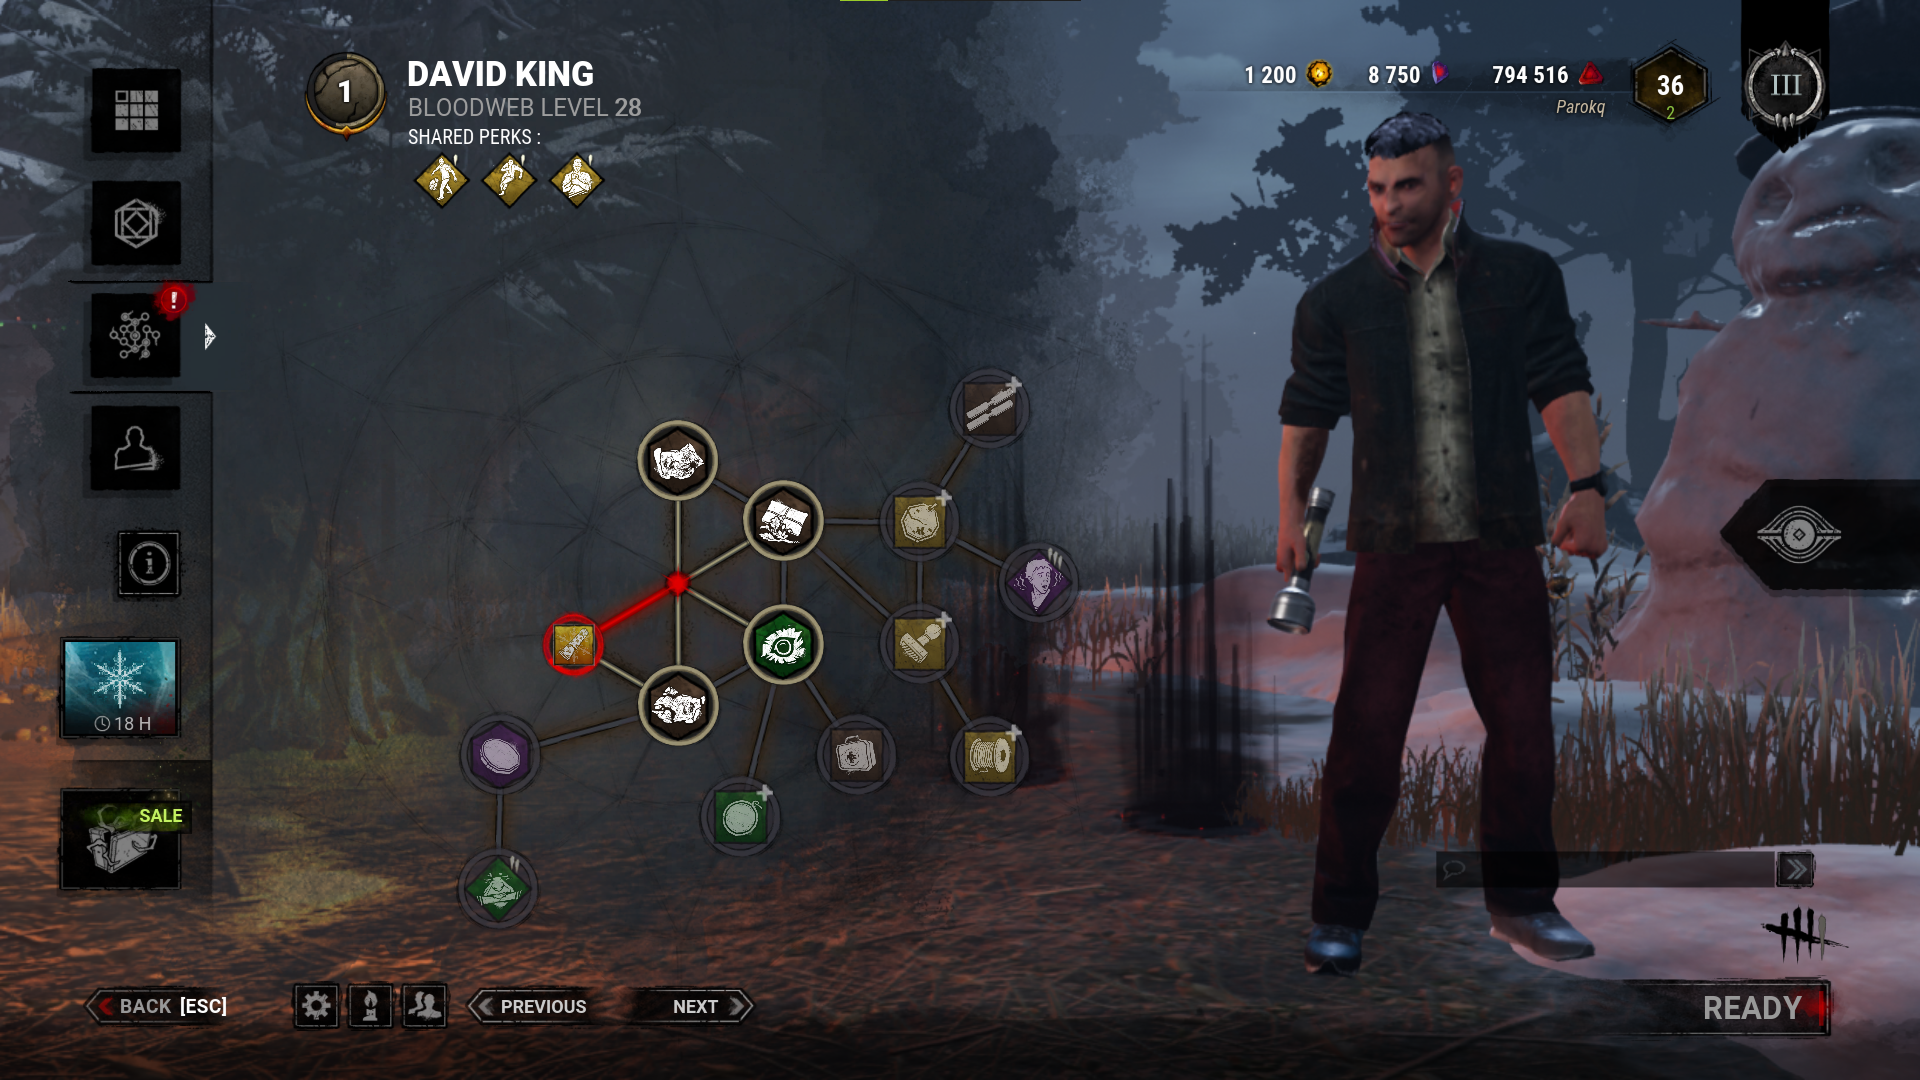 1
DAVID KING
BLOODWEB LEVEL 28
SHARED PERKS :
1 200
8 750
794 516
Parokq
36
2
III
!
18 H
SALE
BACK [ESC]
PREVIOUS
NEXT
READY